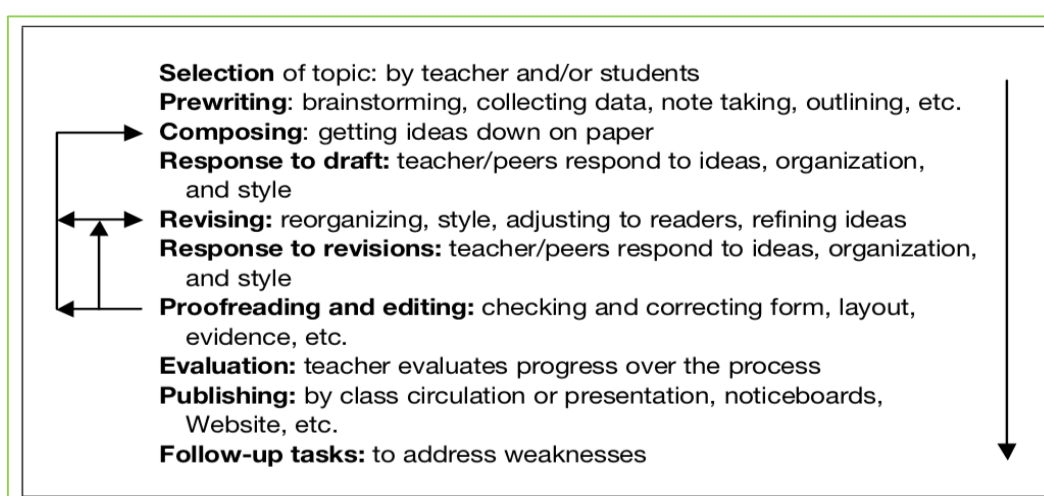 Selection of topic: by teacher and/or students
Prewriting: brainstorming, collecting data, note taking, outlining, etc.
Composing: getting ideas down on paper
Response to draft: teacher/peers respond to ideas, organization,
and style
Revising: reorganizing, style, adjusting to readers, refining ideas
Response to revisions: teacher/peers respond to ideas, organization,
and style
Proofreading and editing: checking and correcting form, layout,
evidence, etc.
Evaluation: teacher evaluates progress over the process
Publishing: by class circulation or presentation, noticeboards,
Website, etc.
Follow-up tasks: to address weaknesses